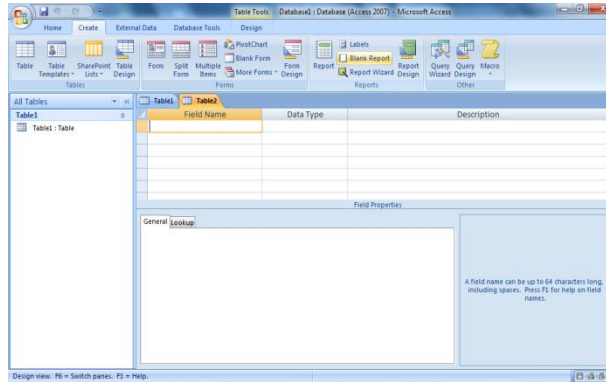 Table Tools Database1 : Database (Access 2007) - Microsoft Access
Home Create External Data Database Tools Design
Table
Table Templates
SharePoint Lists
Table Design
Tables
Form
Split Form
Multiple Items
PivotChart
Blank Form
More Forms
Form Design
Forms
Report
Labels
Blank Report
Report Wizard
Report Design
Reports
Query Wizard
Query Design
Macro
Other
All Tables
Table1
Table1 : Table
Table1 Table2
Field Name Data Type Description
Field Properties
General Lookup
A field name can be up to 64 characters long,
including spaces. Press F1 for help on field
names.
Design view. F6 = Switch panes. F1 = Help.